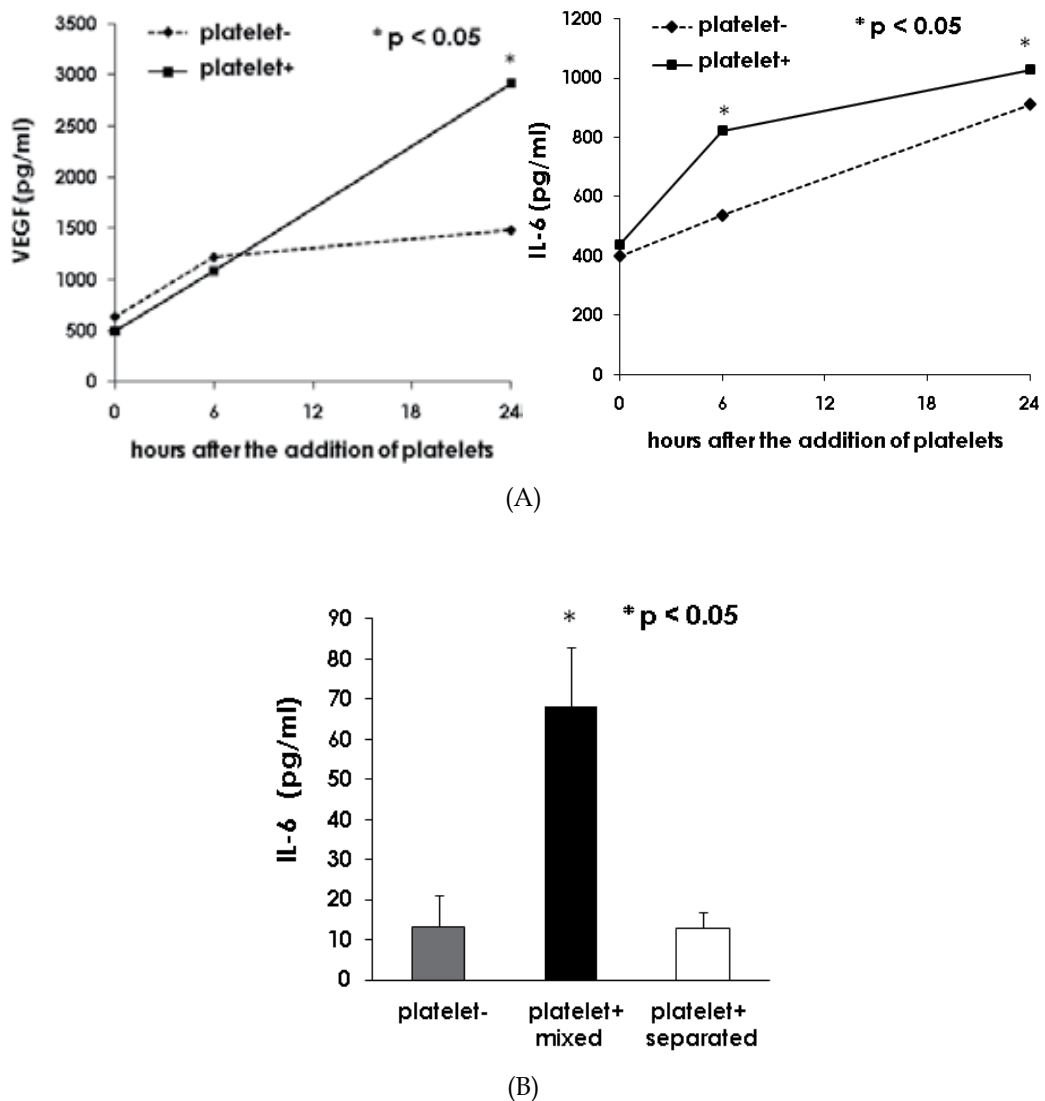 VEGF (pg/ml)
3500
3000
2500
2000
1500
1000
500
0
platelet-
platelet+
* p < 0.05
*
0 6 12 18 24
hours after the addition of platelets
IL-6 (pg/ml)
1200
1000
800
600
400
200
0
platelet-
platelet+
* p < 0.05
*
*
0 6 12 18 24
hours after the addition of platelets
(A)
IL-6 (pg/ml)
90
80
70
60
50
40
30
20
10
0
*
* p < 0.05
platelet-
platelet+
mixed
platelet+
separated
(B)